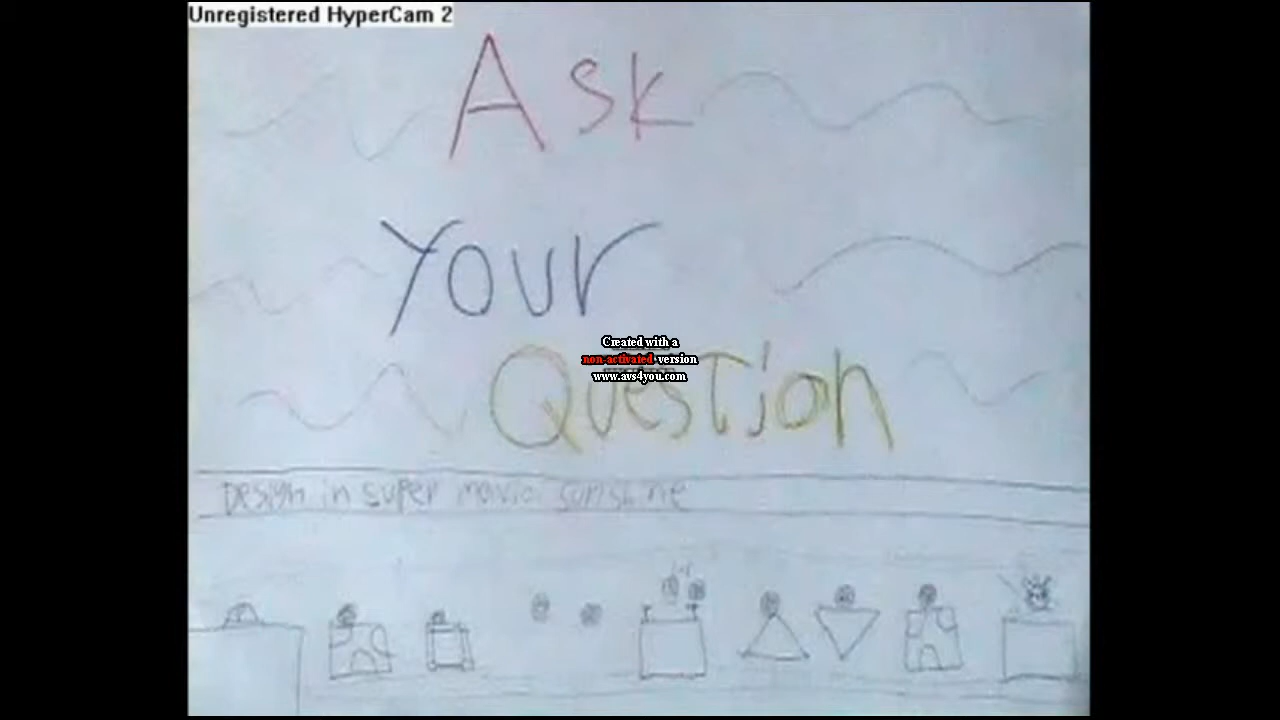 Unregistered HyperCam 2
Ask
Your
Created with a
non-activated version
www.avs4you.com
Question
Design in super mario sunshine